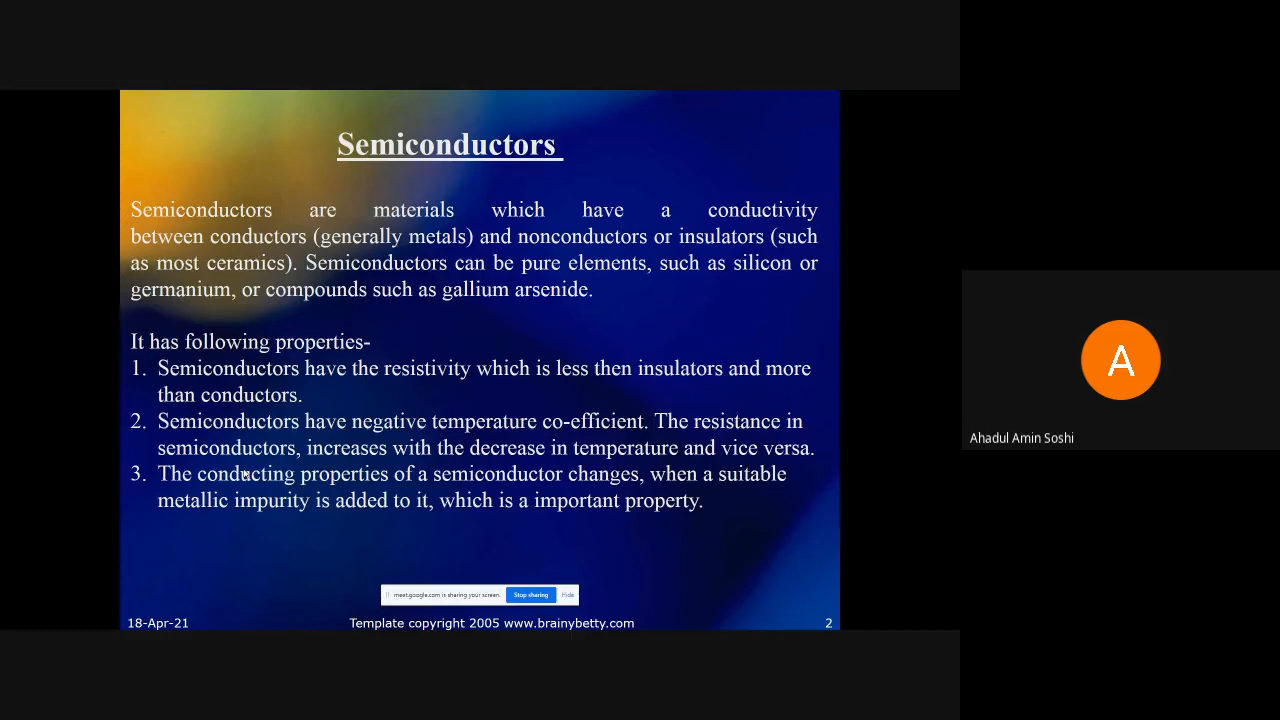 Semiconductors
Semiconductors are materials which have a conductivity
between conductors (generally metals) and nonconductors or insulators (such
as most ceramics). Semiconductors can be pure elements, such as silicon or
germanium, or compounds such as gallium arsenide.
It has following properties-
1. Semiconductors have the resistivity which is less then insulators and more
than conductors.
2. Semiconductors have negative temperature co-efficient. The resistance in
semiconductors, increases with the decrease in temperature and vice versa.
3. The conducting properties of a semiconductor changes, when a suitable
metallic impurity is added to it, which is a important property.
meet.google.com is sharing your screen. Stop sharing Hide
18-Apr-21 Template copyright 2005 www.brainybetty.com 2
A
Ahadul Amin Soshi